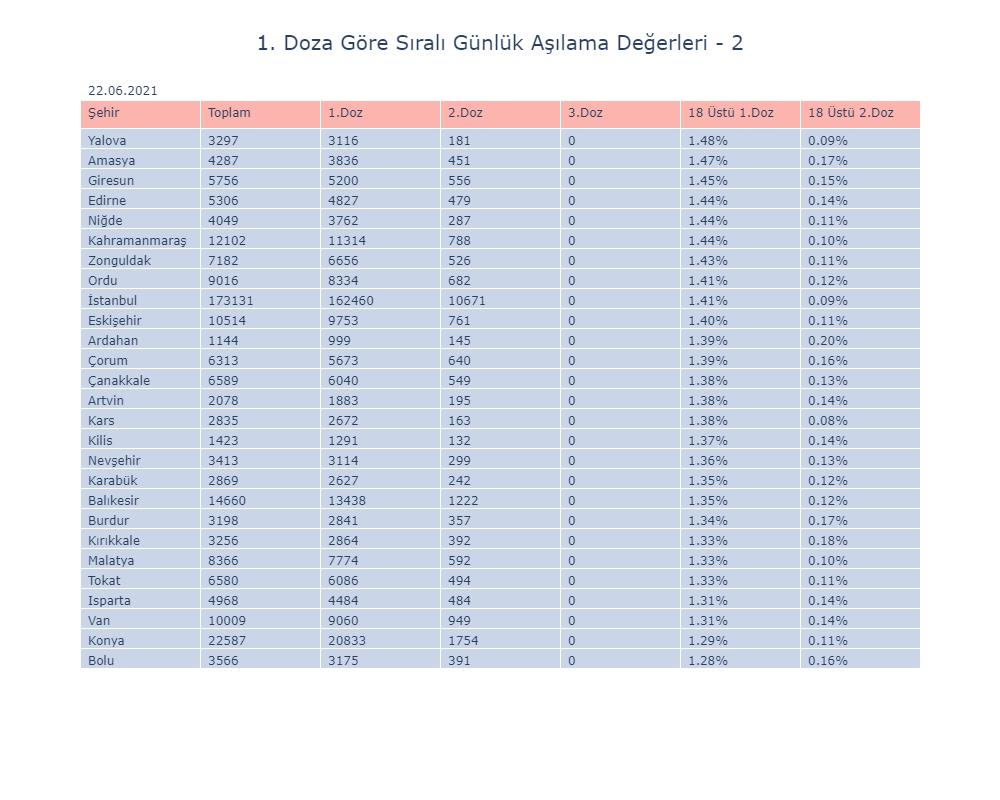 1. Doza Göre Sıralı Günlük Aşılama Değerleri - 2
22.06.2021
Şehir Toplam 1.Doz 2.Doz 3.Doz 18 Üstü 1.Doz 18 Üstü 2.Doz
Yalova 3297 3116 181 0 1.48% 0.09%
Amasya 4287 3836 451 0 1.47% 0.17%
Giresun 5756 5200 556 0 1.45% 0.15%
Edirne 5306 4827 479 0 1.44% 0.14%
Niğde 4049 3762 287 0 1.44% 0.11%
Kahramanmaraş 12102 11314 788 0 1.44% 0.10%
Zonguldak 7182 6656 526 0 1.43% 0.11%
Ordu 9016 8334 682 0 1.41% 0.12%
İstanbul 173131 162460 10671 0 1.41% 0.09%
Eskişehir 10514 9753 761 0 1.40% 0.11%
Ardahan 1144 999 145 0 1.39% 0.20%
Çorum 6313 5673 640 0 1.39% 0.16%
Çanakkale 6589 6040 549 0 1.38% 0.13%
Artvin 2078 1883 195 0 1.38% 0.14%
Kars 2835 2672 163 0 1.38% 0.08%
Kilis 1423 1291 132 0 1.37% 0.14%
Nevşehir 3413 3114 299 0 1.36% 0.13%
Karabük 2869 2627 242 0 1.35% 0.12%
Balıkesir 14660 13438 1222 0 1.35% 0.12%
Burdur 3198 2841 357 0 1.34% 0.17%
Kırıkkale 3256 2864 392 0 1.33% 0.18%
Malatya 8366 7774 592 0 1.33% 0.10%
Tokat 6580 6086 494 0 1.33% 0.11%
Isparta 4968 4484 484 0 1.31% 0.14%
Van 10009 9060 949 0 1.31% 0.14%
Konya 22587 20833 1754 0 1.29% 0.11%
Bolu 3566 3175 391 0 1.28% 0.16%